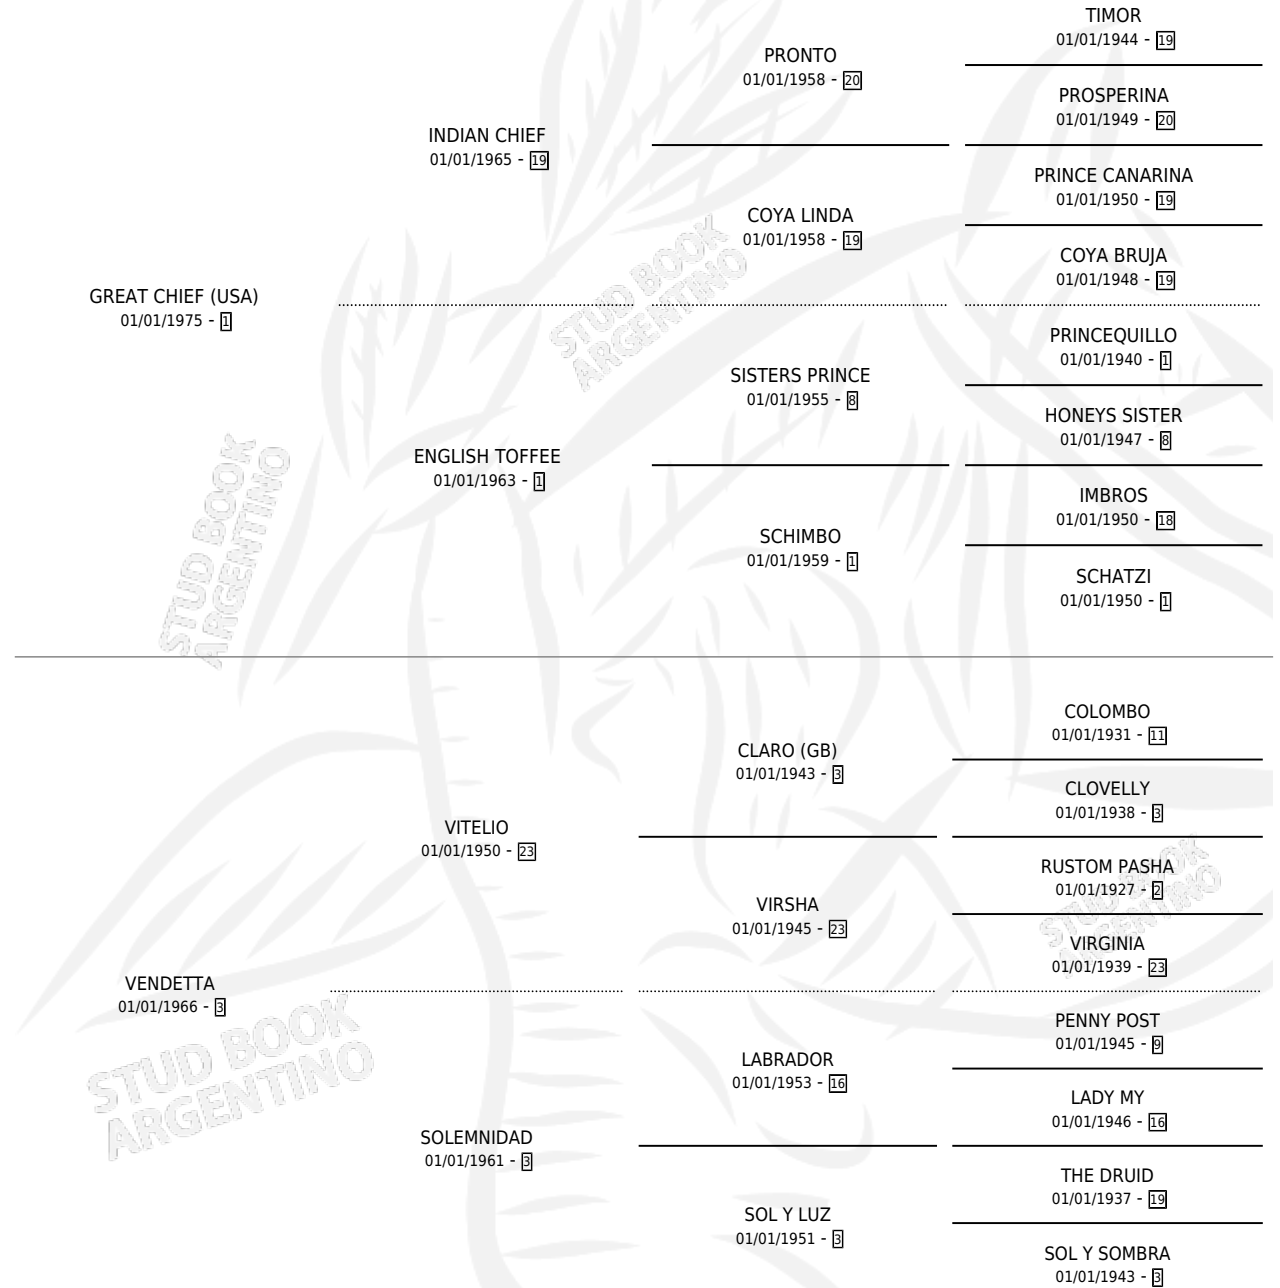 TIMOR
01/01/1944 - 19
PRONTO
01/01/1958 - 20
PROSPERINA
01/01/1949 - 20
INDIAN CHIEF
01/01/1965 - 19
PRINCE CANARINA
01/01/1950 - 19
COYA LINDA
01/01/1958 - 19
COYA BRUJA
01/01/1948 - 19
GREAT CHIEF (USA)
01/01/1975 - 1
STUD BOOK
ARGENTINO
PRINCEQUILLO
01/01/1940 - 1
SISTERS PRINCE
01/01/1955 - 8
HONEYS SISTER
01/01/1947 - 8
ENGLISH TOFFEE
01/01/1963 - 1
IMBROS
01/01/1950 - 18
SCHIMBO
01/01/1959 - 1
SCHATZI
01/01/1950 - 1
STUD BOOK
ARGENTINO
COLOMBO
01/01/1931 - 11
CLARO (GB)
01/01/1943 - 3
CLOVELLY
01/01/1938 - 3
VITELIO
01/01/1950 - 23
RUSTOM PASHA
01/01/1927 - 2
VIRSHA
01/01/1945 - 23
STUD BOOK
ARGENTINO
VIRGINIA
01/01/1939 - 23
VENDETTA
01/01/1966 - 3
PENNY POST
01/01/1945 - 9
STUD BOOK
ARGENTINO
LABRADOR
01/01/1953 - 16
LADY MY
01/01/1946 - 16
SOLEMNIDAD
01/01/1961 - 3
THE DRUID
01/01/1937 - 19
SOL Y LUZ
01/01/1951 - 3
SOL Y SOMBRA
01/01/1943 - 3